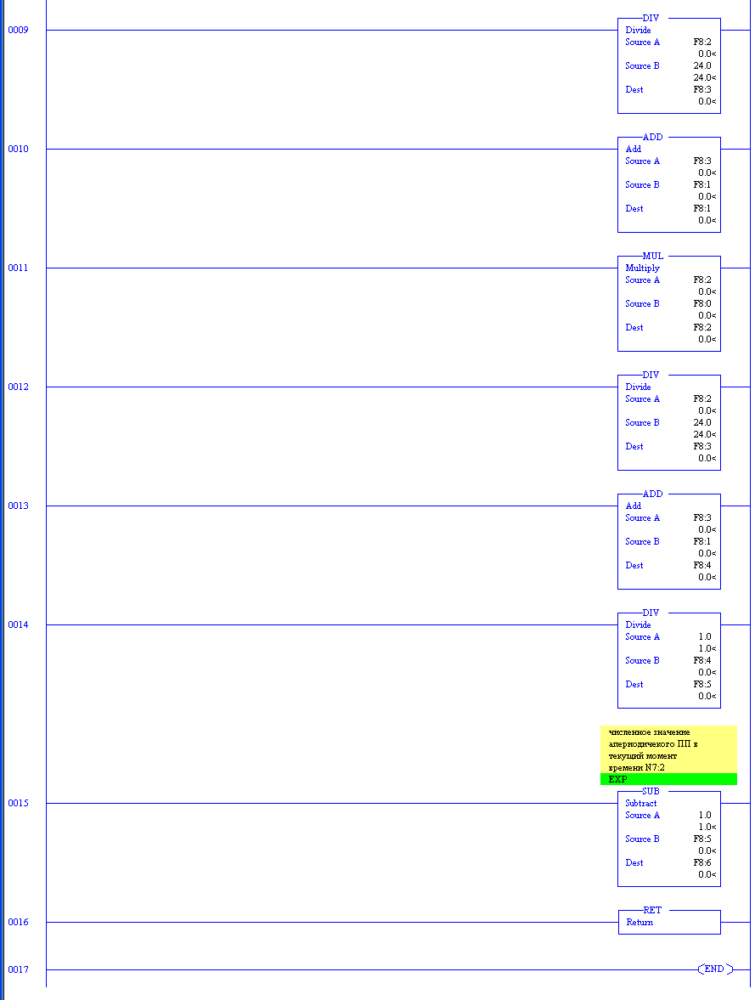 0009
DIV
Divide
Source A F8:2
0.0<
Source B 24.0
24.0<
Dest F8:3
0.0<
0010
ADD
Add
Source A F8:3
0.0<
Source B F8:1
0.0<
Dest F8:1
0.0<
0011
MUL
Multiply
Source A F8:2
0.0<
Source B F8:0
0.0<
Dest F8:2
0.0<
0012
DIV
Divide
Source A F8:2
0.0<
Source B 24.0
24.0<
Dest F8:3
0.0<
0013
ADD
Add
Source A F8:3
0.0<
Source B F8:1
0.0<
Dest F8:4
0.0<
0014
DIV
Divide
Source A 1.0
1.0<
Source B F8:4
0.0<
Dest F8:5
0.0<
численное значение
апериодичекого ПП в
текущий момент
времени N7:2
EXP
0015
SUB
Subtract
Source A 1.0
1.0<
Source B F8:5
0.0<
Dest F8:6
0.0<
0016
RET
Return
0017
END